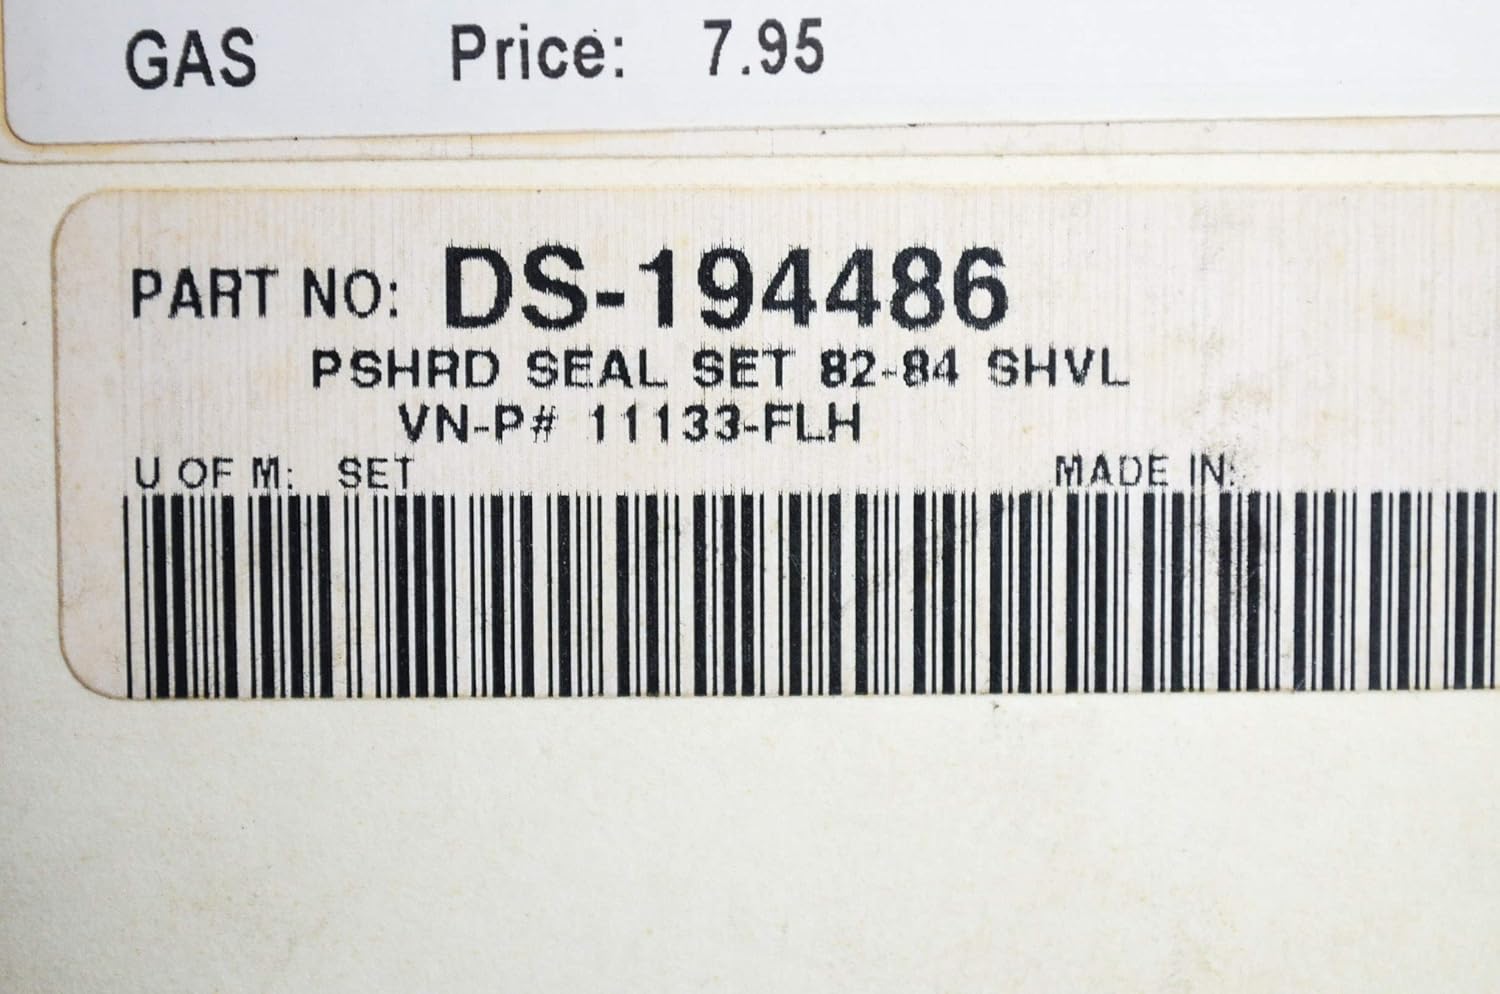 GAS Price: 7.95
PART NO: DS-194486
PSHRD SEAL SET 82-84 SHVL
VN-P# 11133-FLH
U OF M: SET MADE IN: